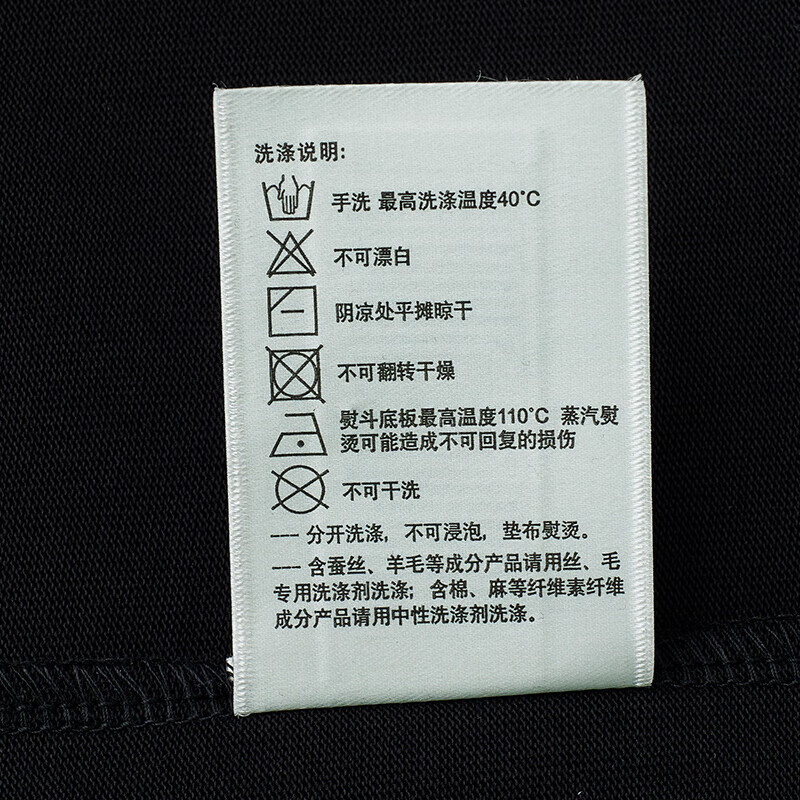 洗涤说明:
手洗 最高洗涤温度40°C
不可漂白
阴凉处平摊晾干
不可翻转干燥
熨斗底板最高温度110°C 蒸汽熨
烫可能造成不可回复的损伤
不可干洗
--- 分开洗涤，不可浸泡，垫布熨烫。
--- 含蚕丝、羊毛等成分产品请用丝、毛
专用洗涤剂洗涤；含棉、麻等纤维素纤维
成分产品请用中性洗涤剂洗涤。